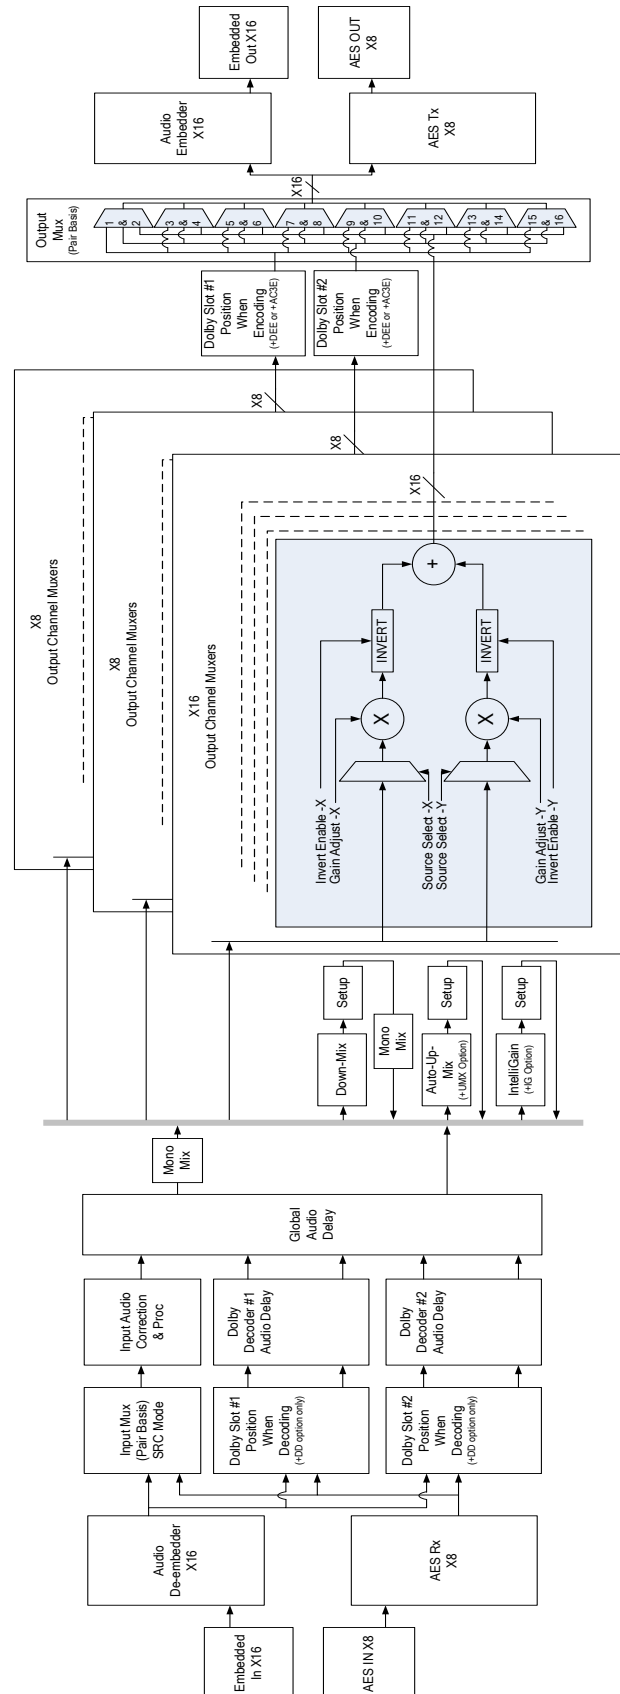 Embedded
In X16
AES IN X8
Audio
De-embedder
X16
AES Rx
X8
Input Mux
(Pair Basis)
SRC Mode
Dolby Slot #1
Position
When
Decoding
(+DD option only)
Dolby Slot #2
Position
When
Decoding
(+DD option only)
Input Audio
Correction
& Proc
Dolby
Decoder #1
Audio Delay
Dolby
Decoder #2
Audio Delay
Global
Audio
Delay
Mono
Mix
Down-Mix
Setup
Mono
Mix
Auto-Up-
Mix
(+UMX Option)
Setup
IntelliGain
(+IG Option)
Setup
X8
Output Channel Muxers
X8
Output Channel Muxers
X16
Output Channel Muxers
Invert Enable -X
Gain Adjust -X
Source Select -X
Source Select -Y
Gain Adjust -Y
Invert Enable -Y
X
X
INVERT
INVERT
+
X8
X8
X16
Dolby Slot #1
Position
When
Encoding
(+DEE or +AC3E)
Dolby Slot #2
Position
When
Encoding
(+DEE or +AC3E)
Output
Mux
(Pair Basis)
1
&
2
3
&
4
5
&
6
7
&
8
9
&
10
11
&
12
13
&
14
15
&
16
X16
Audio
Embedder
X16
AES Tx
X8
Embedded
Out X16
AES OUT
X8